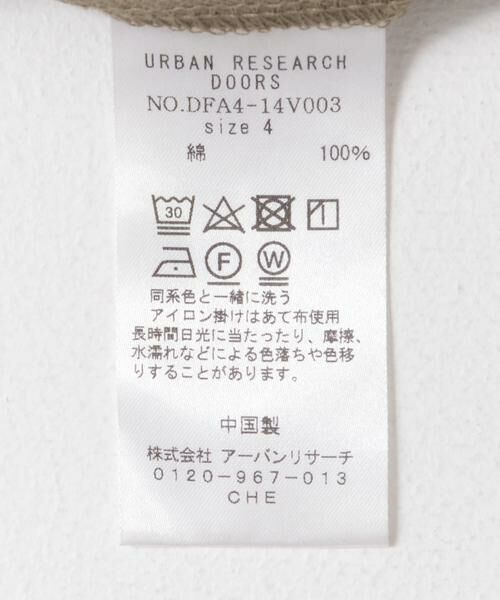 URBAN RESEARCH
DOORS
NO.DFA4-14V003
size 4
綿 100%
30
F W
同系色と一緒に洗う
アイロン掛けはあて布使用
長時間日光に当たったり、摩擦、
水濡れなどによる色落ちや色移
りすることがあります。
中国製
株式会社 アーバンリサーチ
0120-967-013
CHE